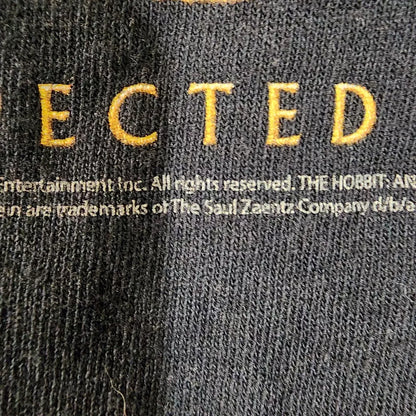 ECTED
Entertainment Inc. All rights reserved. THE HOBBIT: AN
in are trademarks of The Saul Zaentz Company d/b/a